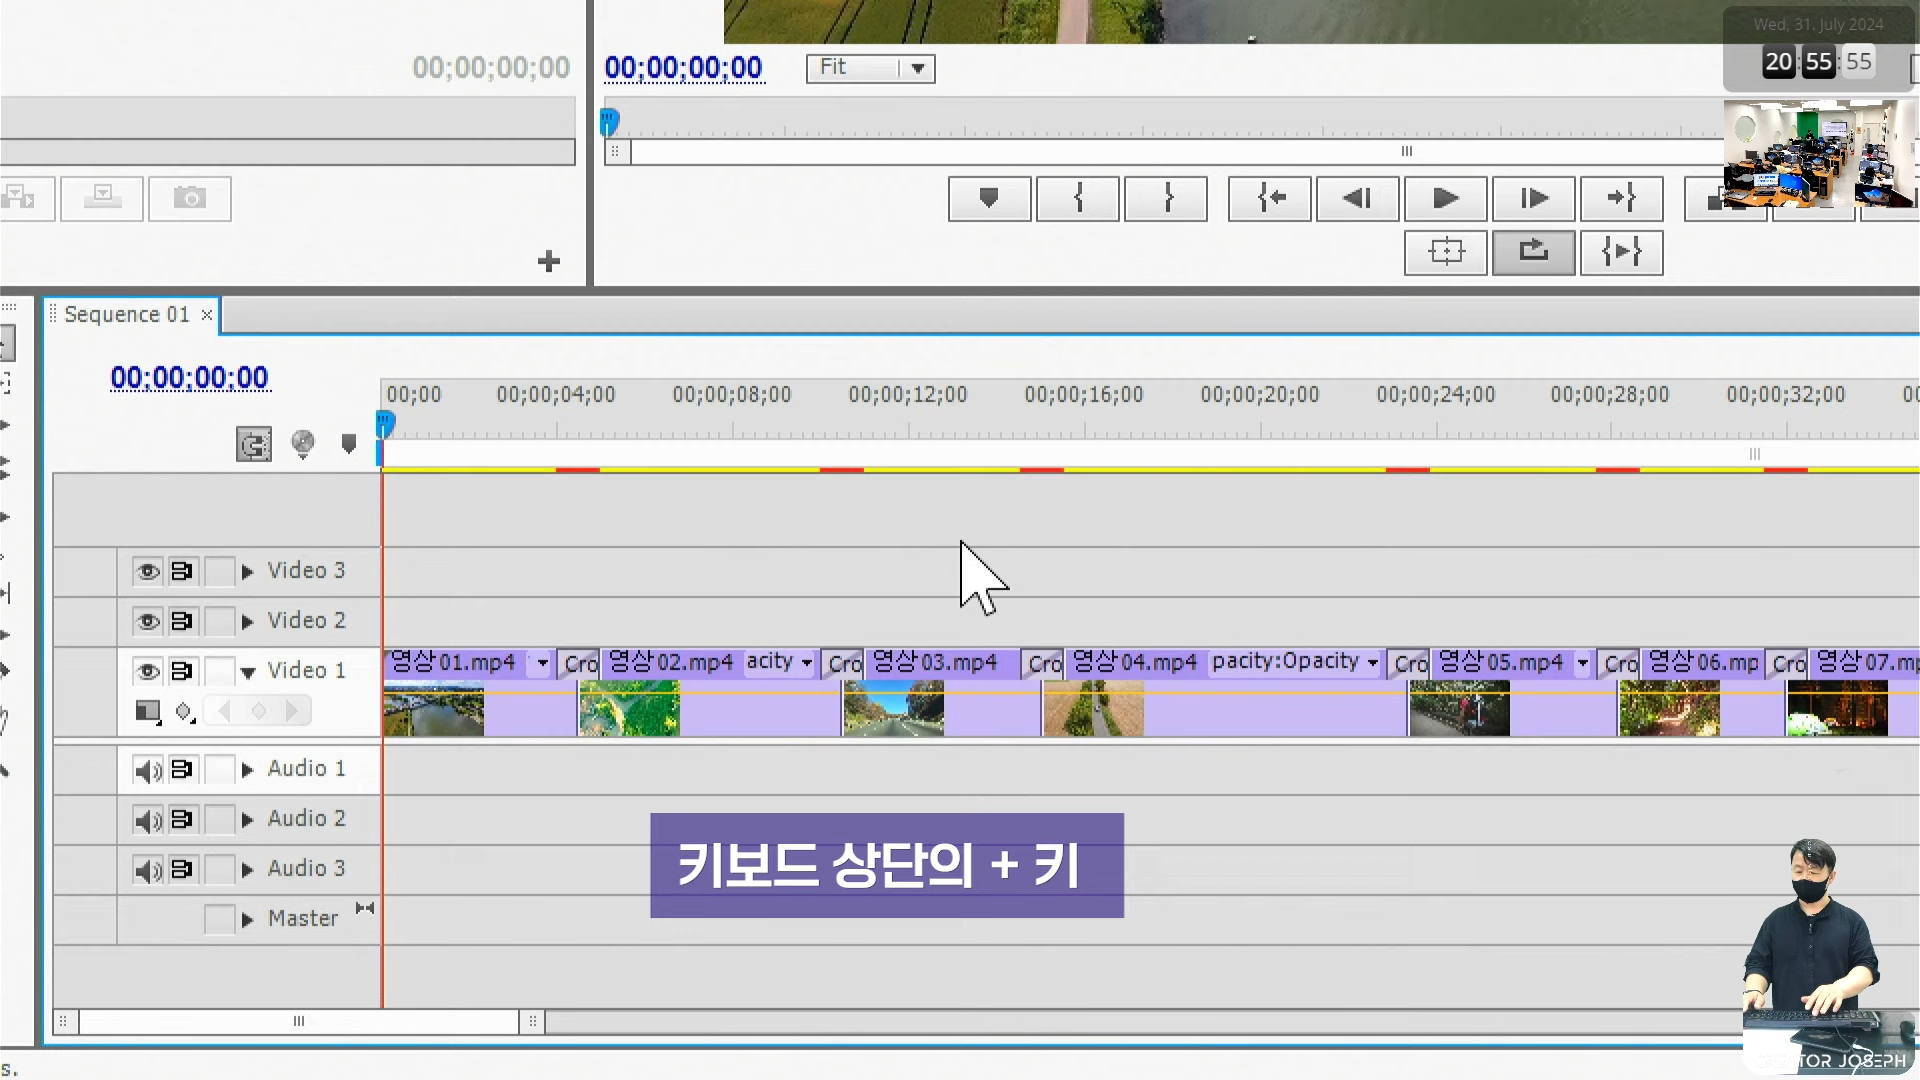 Wed, 31. July 2024
20:55:55
00;00;00;00
00;00;00;00
Fit
Sequence 01
00;00;00;00
00;00
00;00;04;00
00;00;08;00
00;00;12;00
00;00;16;00
00;00;20;00
00;00;24;00
00;00;28;00
00;00;32;00
Video 3
Video 2
Video 1
영상01.mp4
Cro
영상02.mp4 acity
Cro
영상03.mp4
Cro
영상04.mp4 pacity:Opacity
Cro
영상05.mp4
Cro
영상06.mp
Cro
영상07.mp
Audio 1
Audio 2
Audio 3
Master
키보드 상단의 + 키
TOR JOSEPH
s.